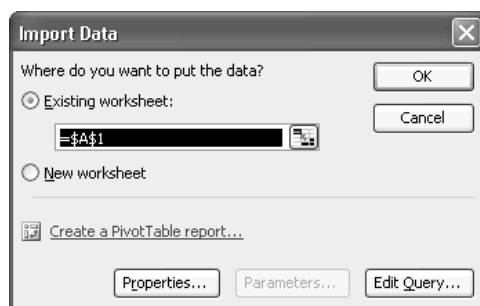 Import Data
Where do you want to put the data?
OK
Existing worksheet:
Cancel
=$A$1
New worksheet
Create a PivotTable report...
Properties... Parameters... Edit Query...